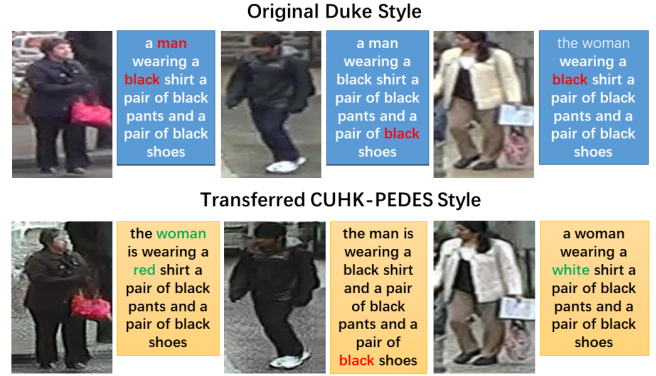 Original Duke Style
a man
wearing a
black shirt a
pair of black
pants and a
pair of black
shoes
a man
wearing a
black shirt a
pair of black
pants and a
pair of black
shoes
the woman
wearing a
black shirt a
pair of black
pants and a
pair of black
shoes
Transferred CUHK-PEDES Style
the woman
is wearing a
red shirt a
pair of black
pants and a
pair of black
shoes
the man is
wearing a
black shirt
and a pair
of black
pants and a
pair of
black shoes
a woman
wearing a
white shirt a
pair of black
pants and a
pair of black
shoes